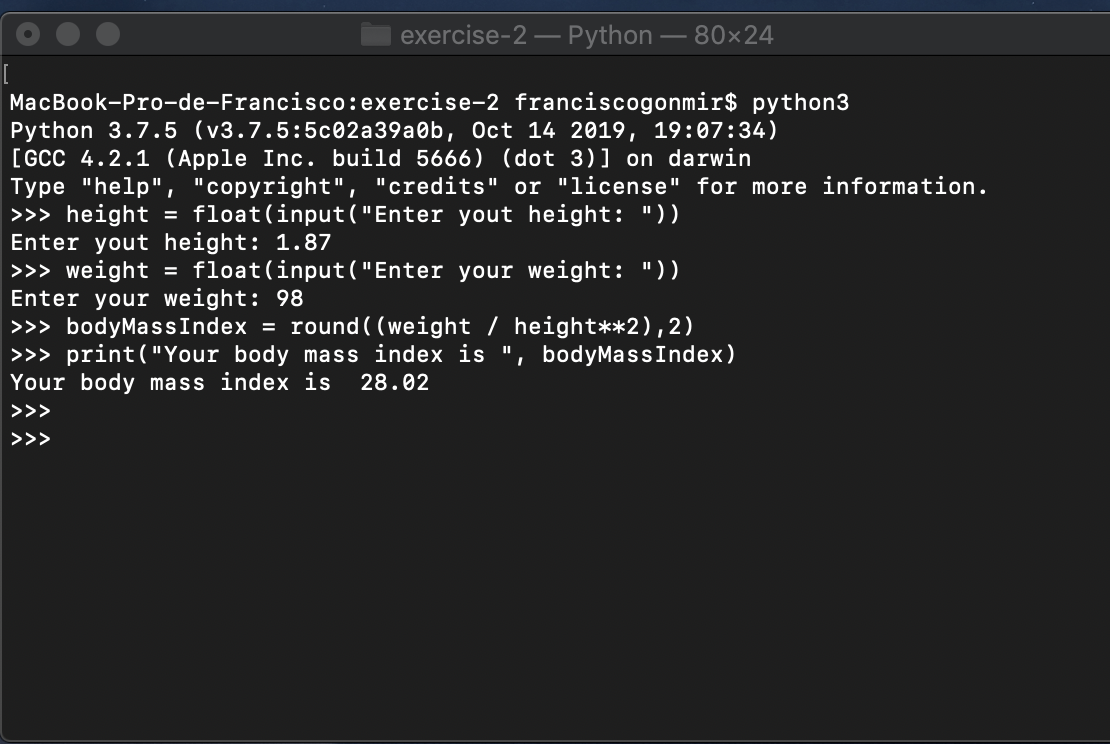 exercise-2 — Python — 80×24
[
MacBook-Pro-de-Francisco:exercise-2 franciscogonmir$ python3
Python 3.7.5 (v3.7.5:5c02a39a0b, Oct 14 2019, 19:07:34)
[GCC 4.2.1 (Apple Inc. build 5666) (dot 3)] on darwin
Type "help", "copyright", "credits" or "license" for more information.
>>> height = float(input("Enter yout height: "))
Enter yout height: 1.87
>>> weight = float(input("Enter your weight: "))
Enter your weight: 98
>>> bodyMassIndex = round((weight / height**2),2)
>>> print("Your body mass index is ", bodyMassIndex)
Your body mass index is  28.02
>>>
>>>